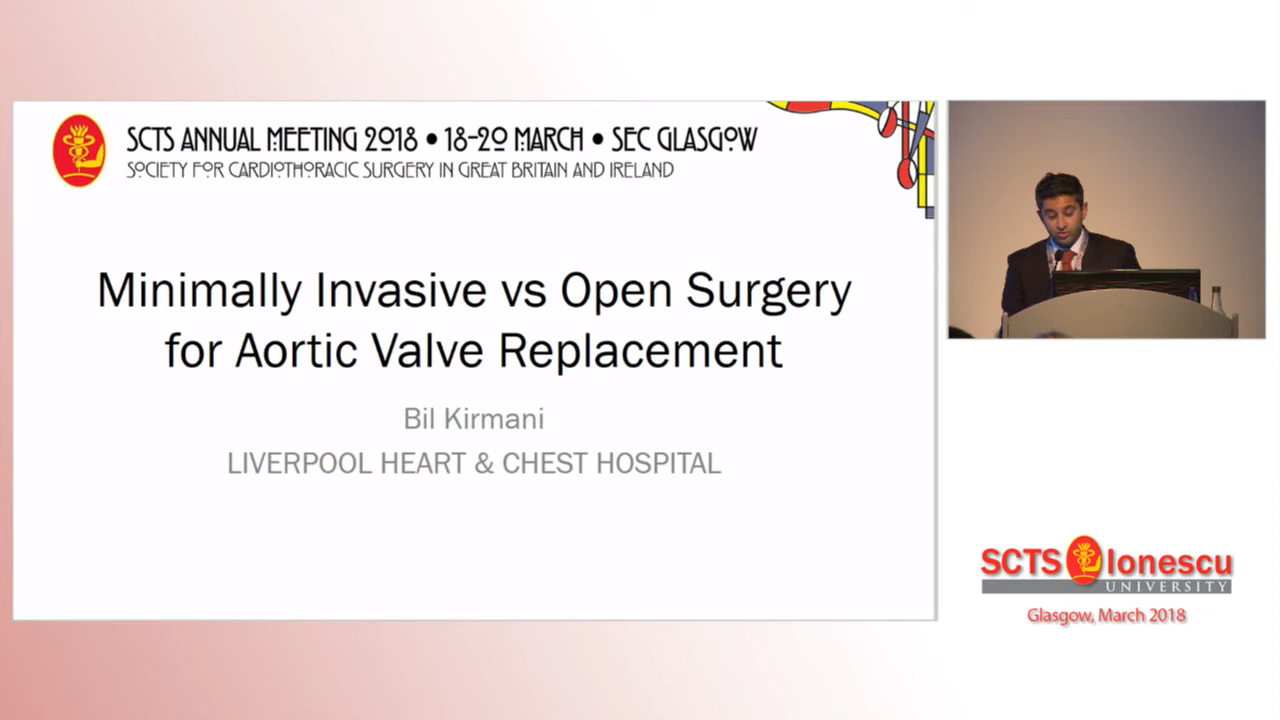 SCTS ANNUAL MEETING 2018 • 18-20 MARCH • SEC GLASGOW
SOCIETY FOR CARDIOTHORACIC SURGERY IN GREAT BRITAIN AND IRELAND
Minimally Invasive vs Open Surgery
for Aortic Valve Replacement
Bil Kirmani
LIVERPOOL HEART & CHEST HOSPITAL
SCTS Ionescu
UNIVERSITY
Glasgow, March 2018